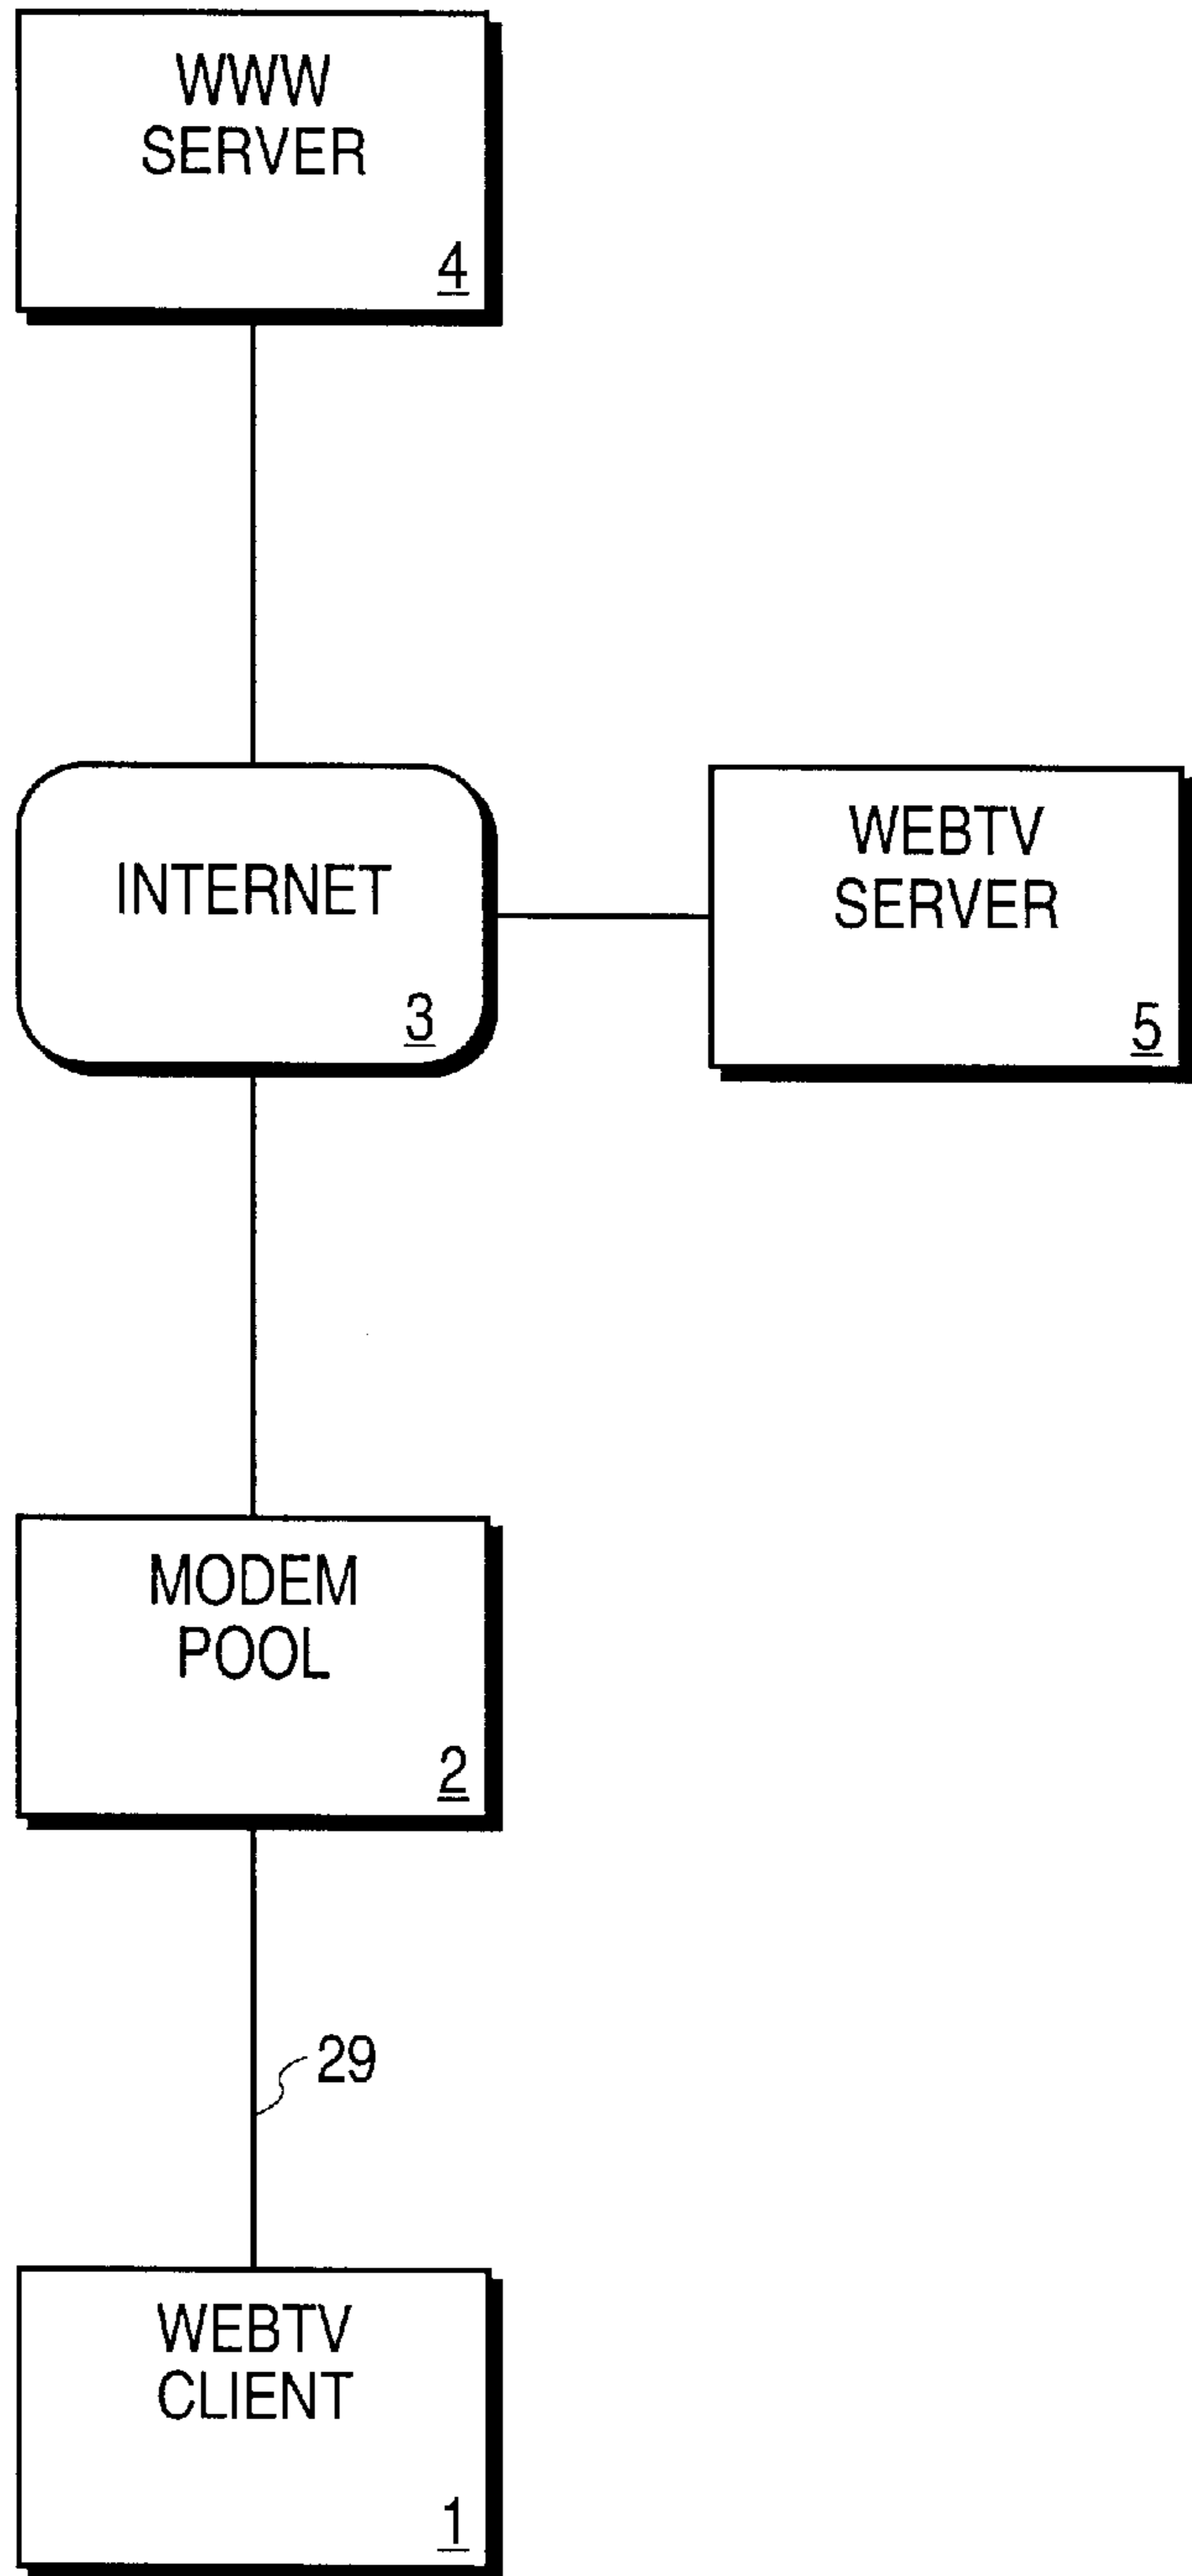 WWW
SERVER
4
INTERNET
3
WEBTV
SERVER
5
MODEM
POOL
2
29
WEBTV
CLIENT
1